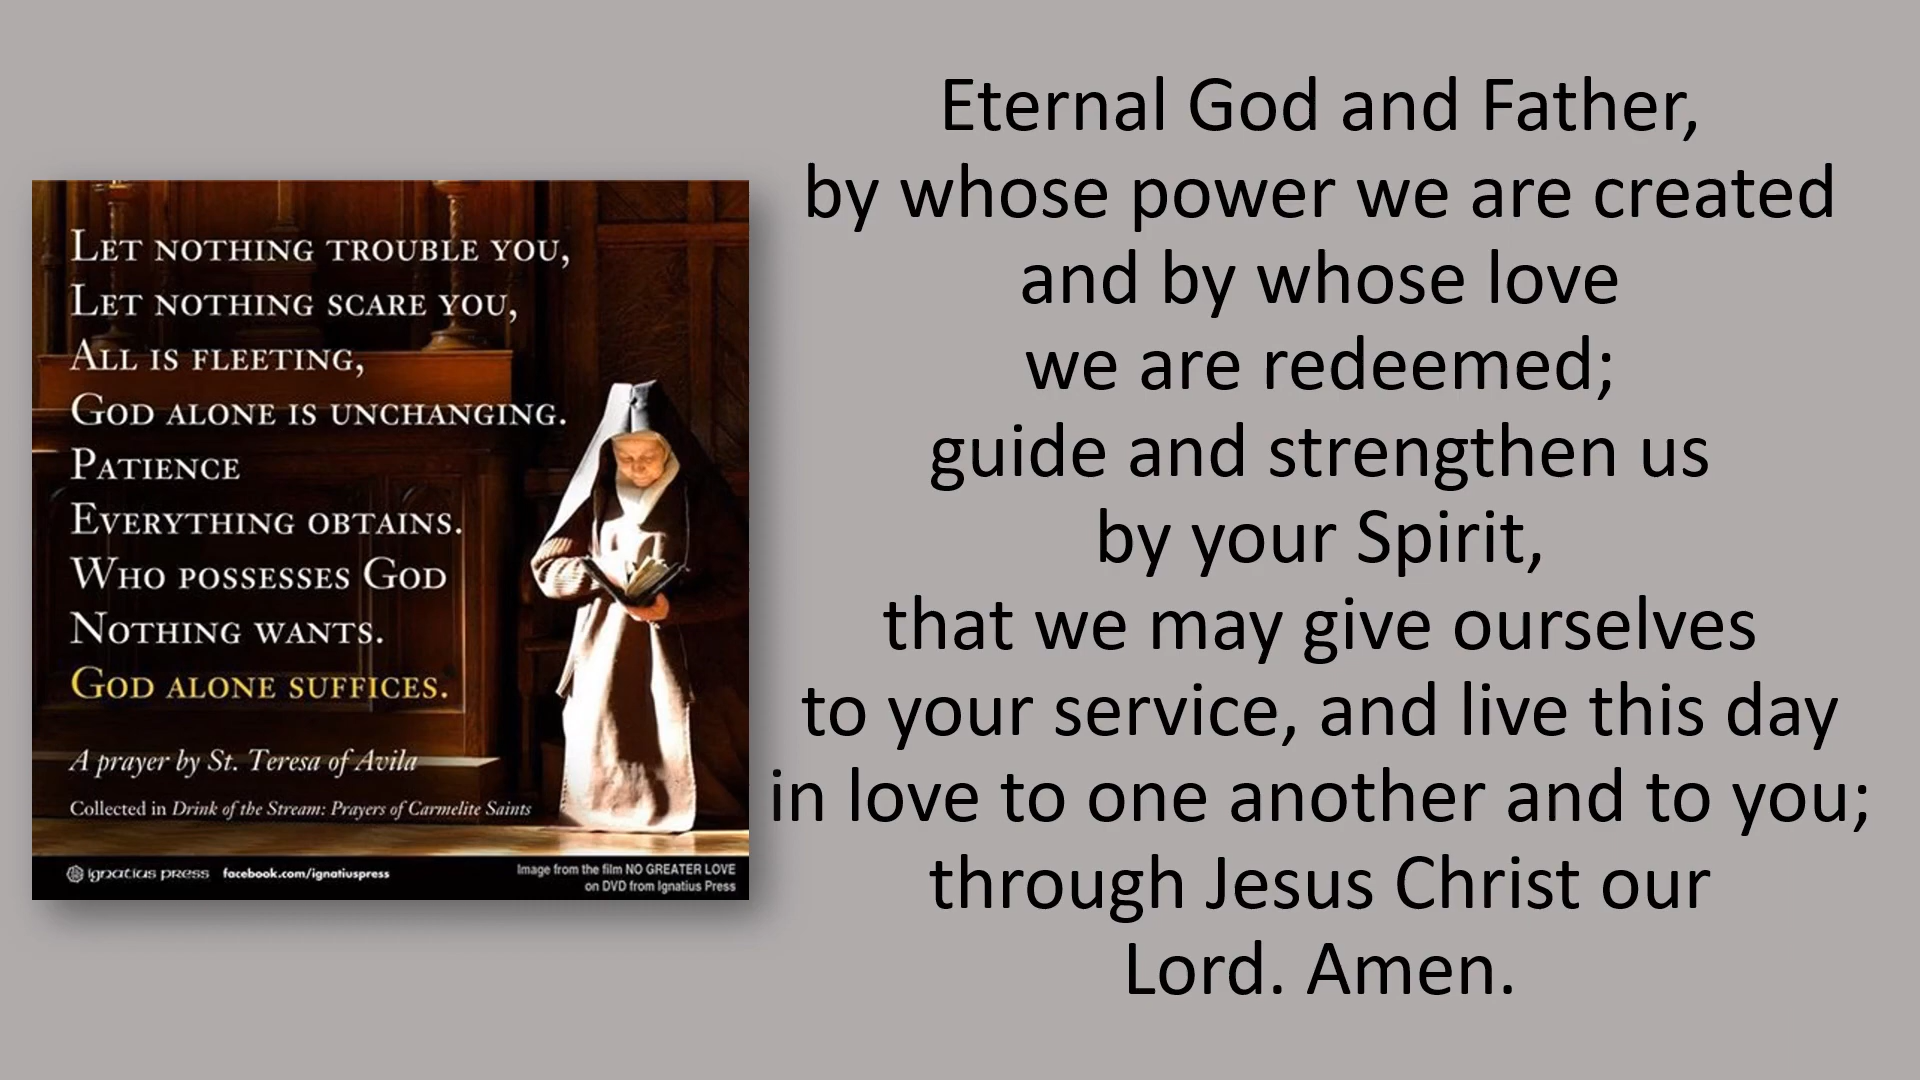 LET NOTHING TROUBLE YOU,
LET NOTHING SCARE YOU,
ALL IS FLEETING,
GOD ALONE IS UNCHANGING.
PATIENCE
EVERYTHING OBTAINS.
WHO POSSESSES GOD
NOTHING WANTS.
GOD ALONE SUFFICES.
A prayer by St. Teresa of Avila
Collected in Drink of the Stream: Prayers of Carmelite Saints
ignatius press facebook.com/ignatiuspress
Image from the film NO GREATER LOVE
on DVD from Ignatius Press
Eternal God and Father,
by whose power we are created
and by whose love
we are redeemed;
guide and strengthen us
by your Spirit,
that we may give ourselves
to your service, and live this day
in love to one another and to you;
through Jesus Christ our
Lord. Amen.